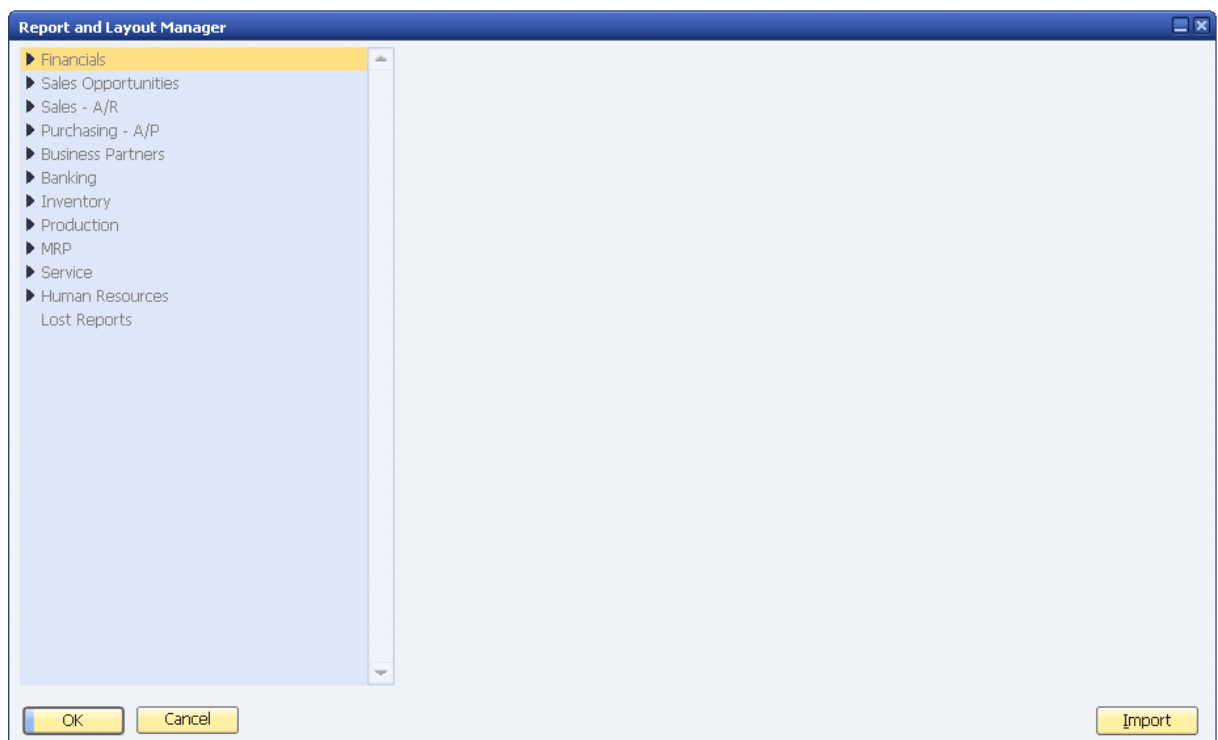 Report and Layout Manager
Financials
Sales Opportunities
Sales - A/R
Purchasing - A/P
Business Partners
Banking
Inventory
Production
MRP
Service
Human Resources
Lost Reports
OK Cancel Import